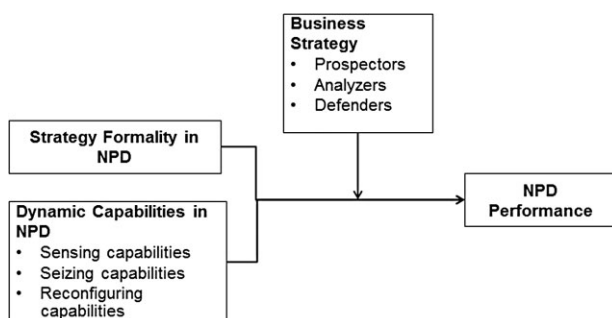 Business
Strategy
• Prospectors
• Analyzers
• Defenders
Strategy Formality in
NPD
Dynamic Capabilities in
NPD
• Sensing capabilities
• Seizing capabilities
• Reconfiguring
capabilities
NPD
Performance